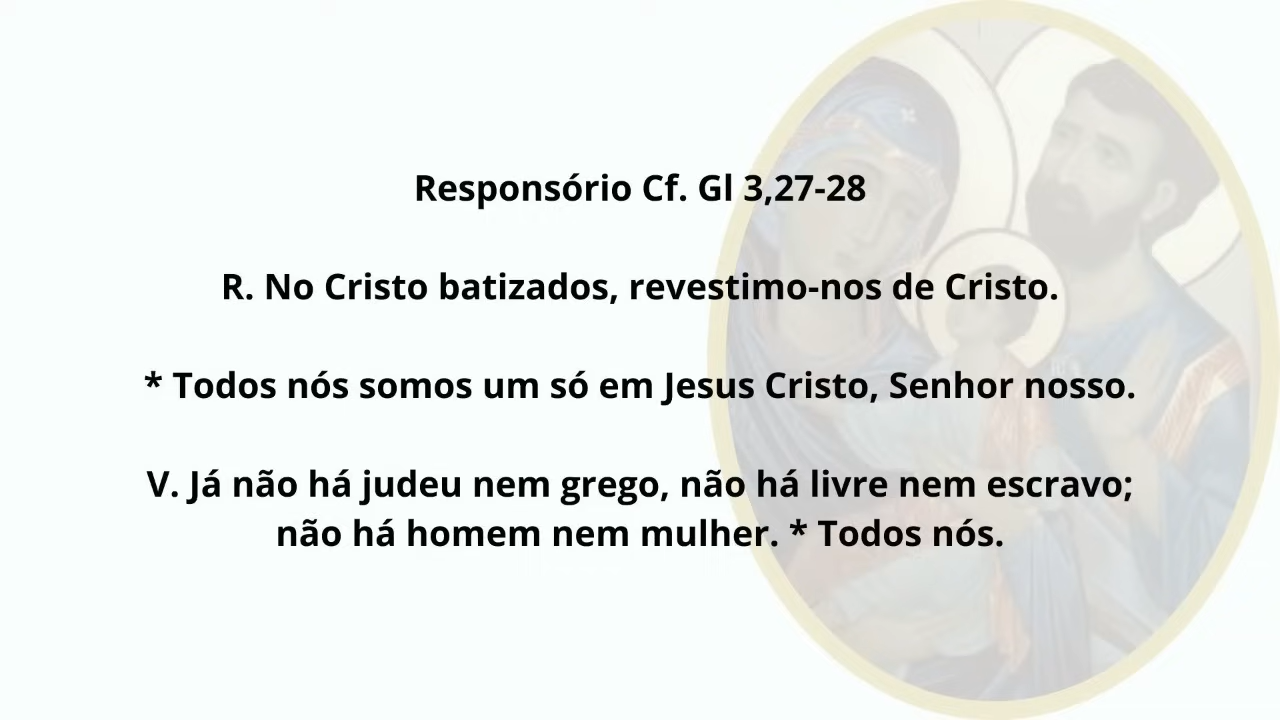 Responsório Cf. Gl 3,27-28
R. No Cristo batizados, revestimo-nos de Cristo.
* Todos nós somos um só em Jesus Cristo, Senhor nosso.
V. Já não há judeu nem grego, não há livre nem escravo;
não há homem nem mulher. * Todos nós.